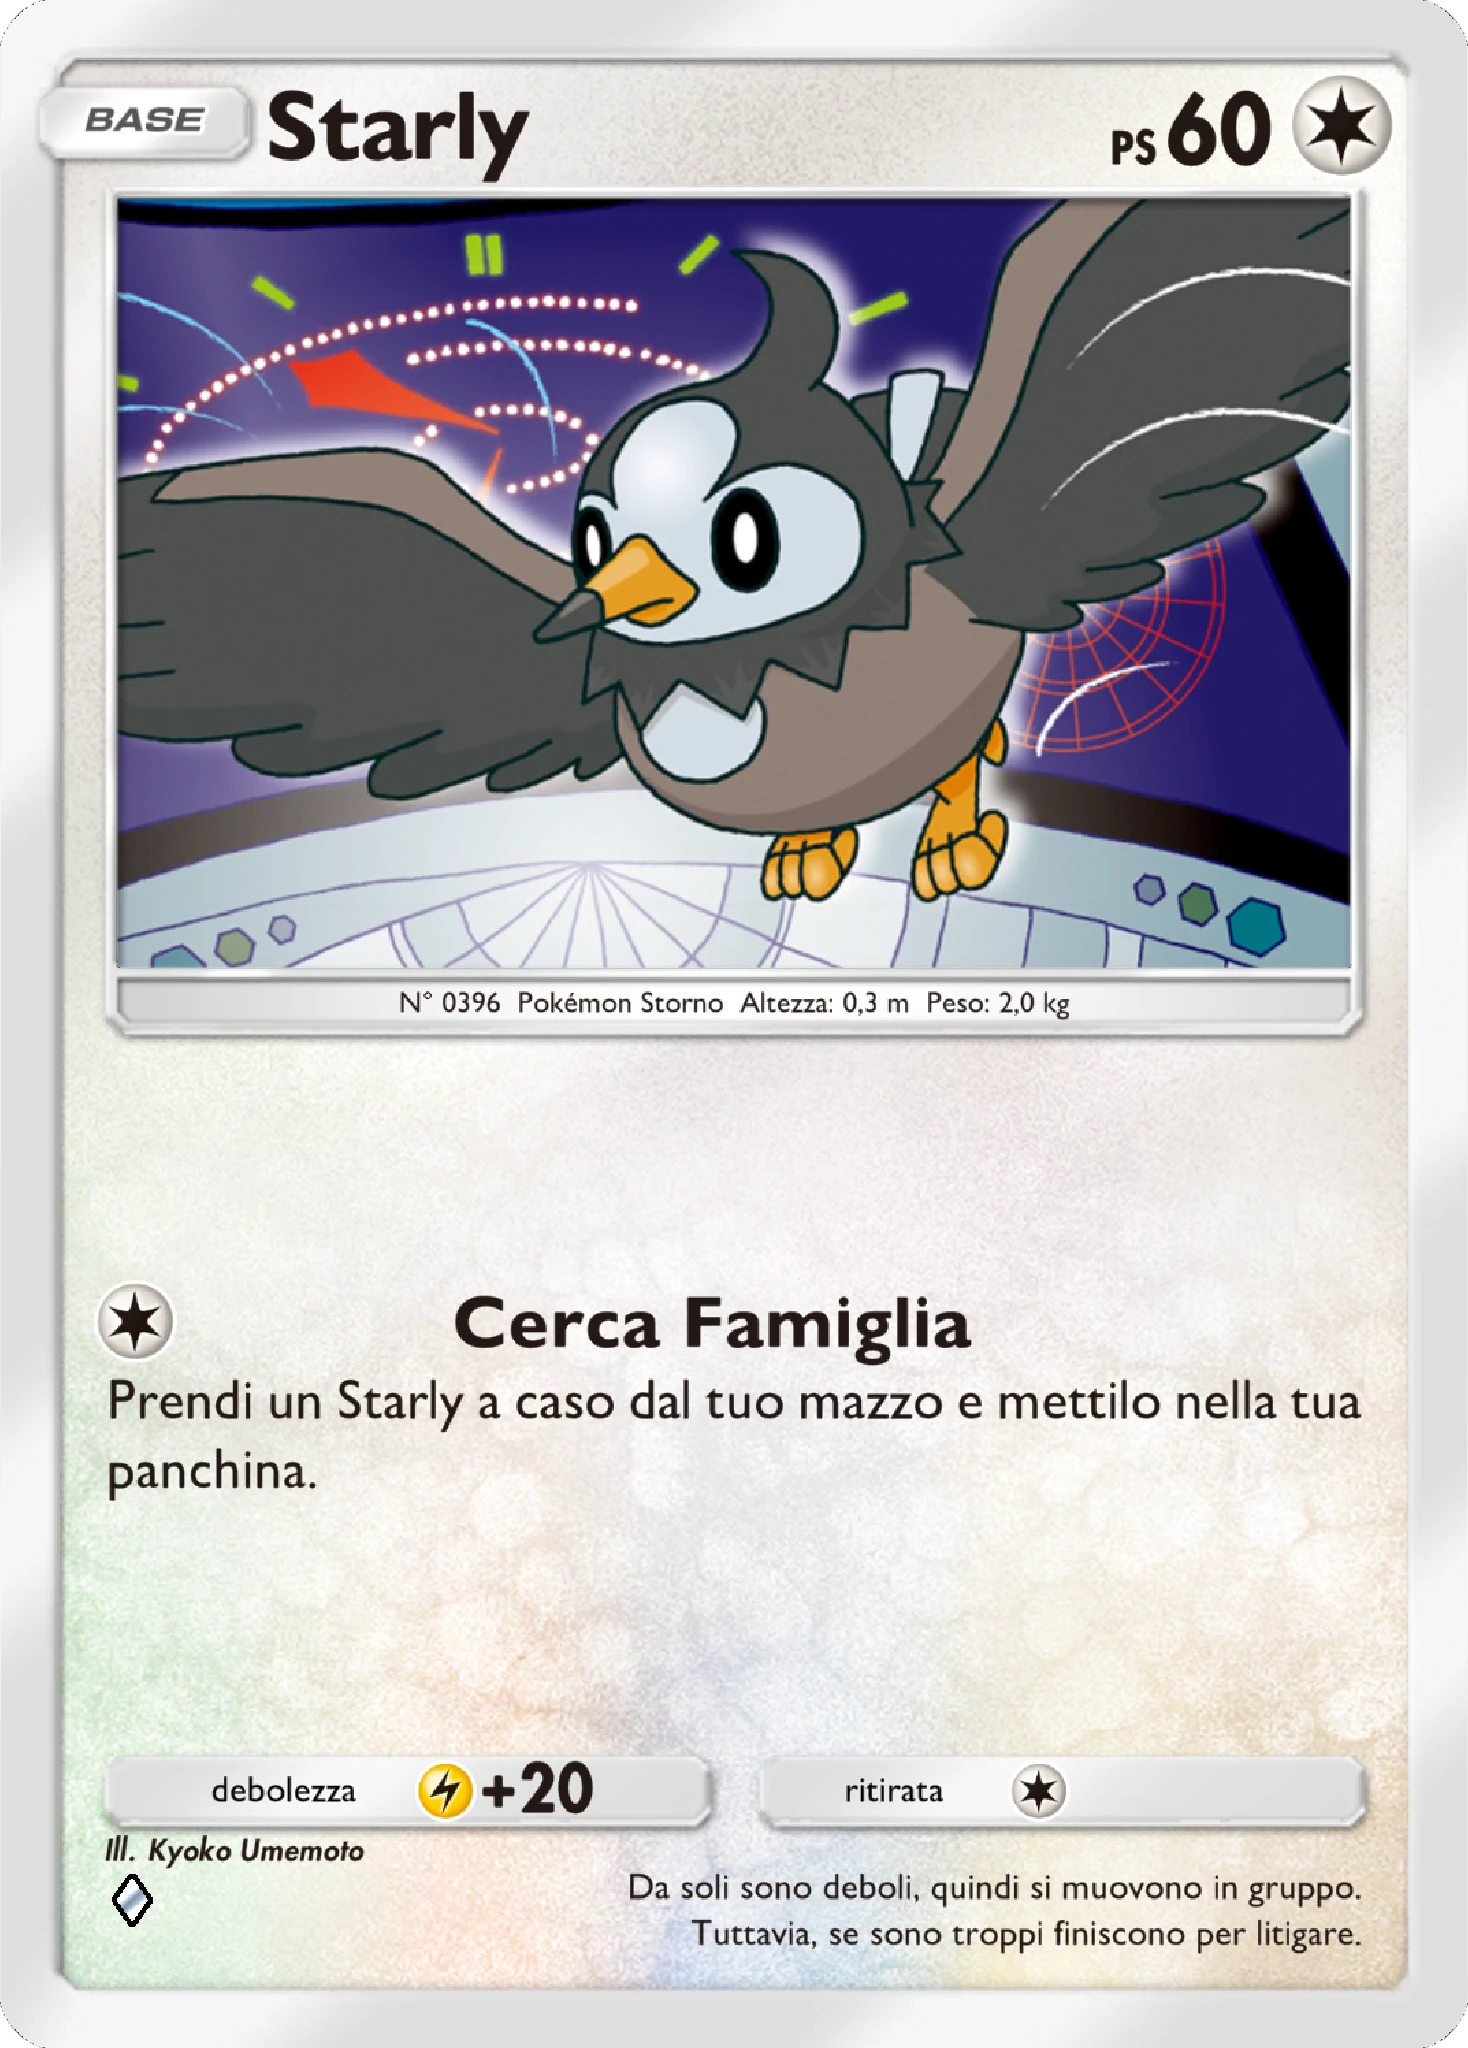 BASE Starly PS 60
N° 0396 Pokémon Storno Altezza: 0,3 m Peso: 2,0 kg
Cerca Famiglia
Prendi un Starly a caso dal tuo mazzo e mettilo nella tua
panchina.
debolezza +20 ritirata
Ill. Kyoko Umemoto
Da soli sono deboli, quindi si muovono in gruppo.
Tuttavia, se sono troppi finiscono per litigare.